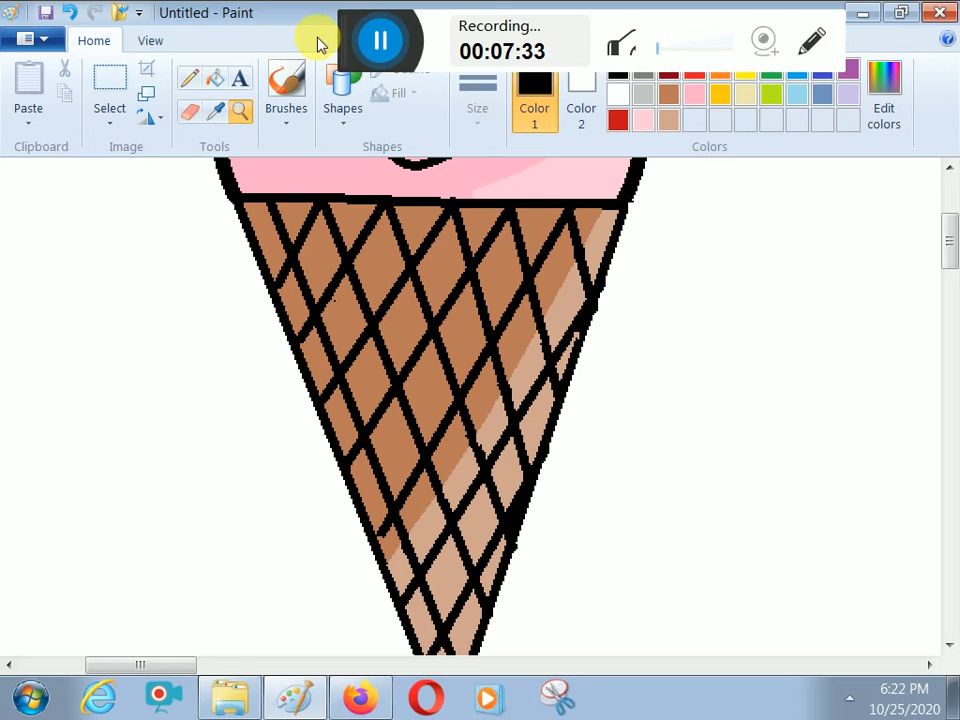 Untitled - Paint
Recording...
00:07:33
Home
View
Paste
Select
Brushes
Shapes
Fill
Size
Color
1
Color
2
Edit
colors
Clipboard
Image
Tools
Shapes
Colors
6:22 PM
10/25/2020